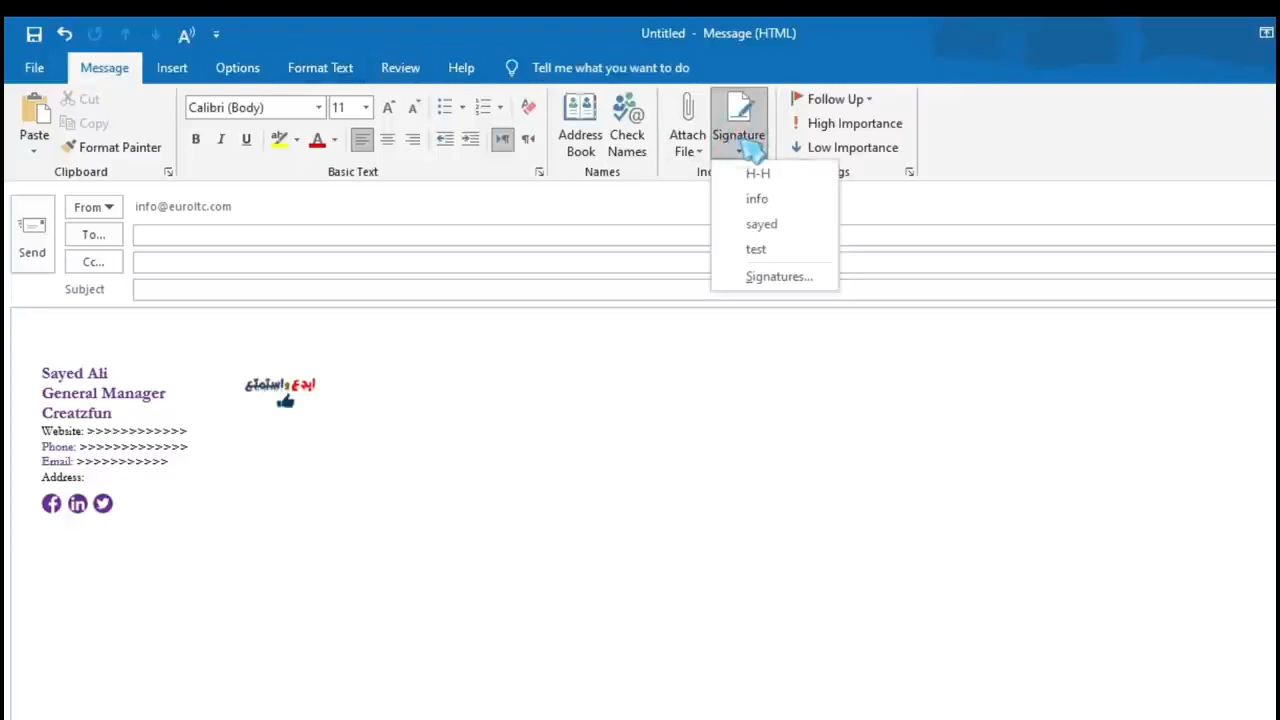 Untitled - Message (HTML)
File Message Insert Options Format Text Review Help Tell me what you want to do
Paste
Cut
Copy
Format Painter
Clipboard
Calibri (Body) 11
B I U
Basic Text
Address Book
Check Names
Names
Attach File
Signature
Follow Up
High Importance
Low Importance
H-H
info
sayed
test
Signatures...
Send
From info@euroltc.com
To...
Cc...
Subject
Sayed Ali
General Manager
Creatzfun
Website: >>>>>>>>>>>>
Phone: >>>>>>>>>>>>>
Email: >>>>>>>>>>>
Address:
ابدع واستمتع